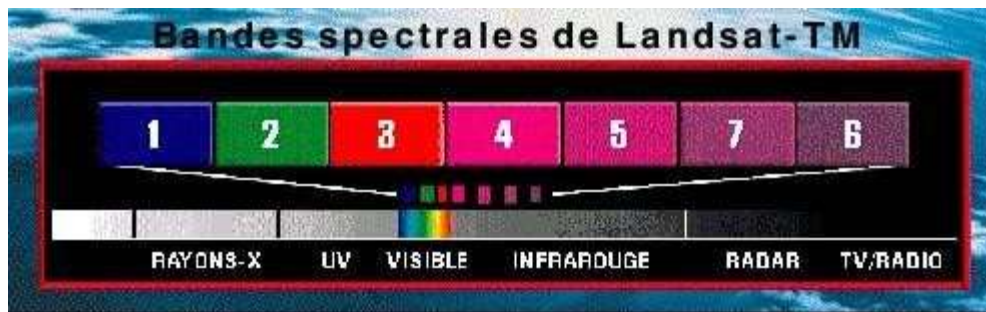 Bandes spectrales de Landsat-TM
1 2 3 4 5 7 6
RAYONS-X UV VISIBLE INFRAROUGE RADAR TV/RADIO